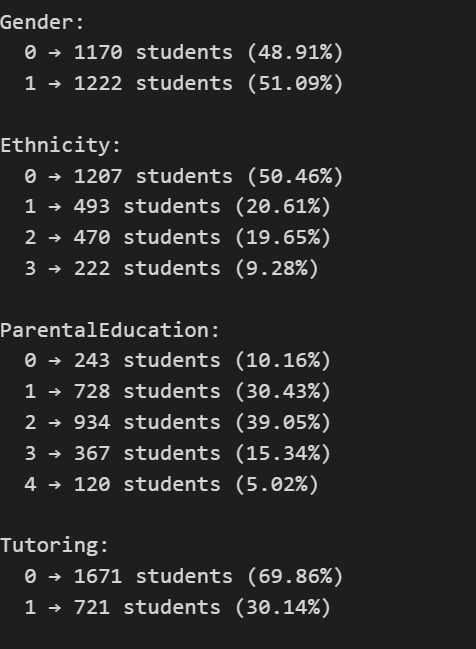 Gender:
0 → 1170 students (48.91%)
1 → 1222 students (51.09%)
Ethnicity:
0 → 1207 students (50.46%)
1 → 493 students (20.61%)
2 → 470 students (19.65%)
3 → 222 students (9.28%)
ParentalEducation:
0 → 243 students (10.16%)
1 → 728 students (30.43%)
2 → 934 students (39.05%)
3 → 367 students (15.34%)
4 → 120 students (5.02%)
Tutoring:
0 → 1671 students (69.86%)
1 → 721 students (30.14%)